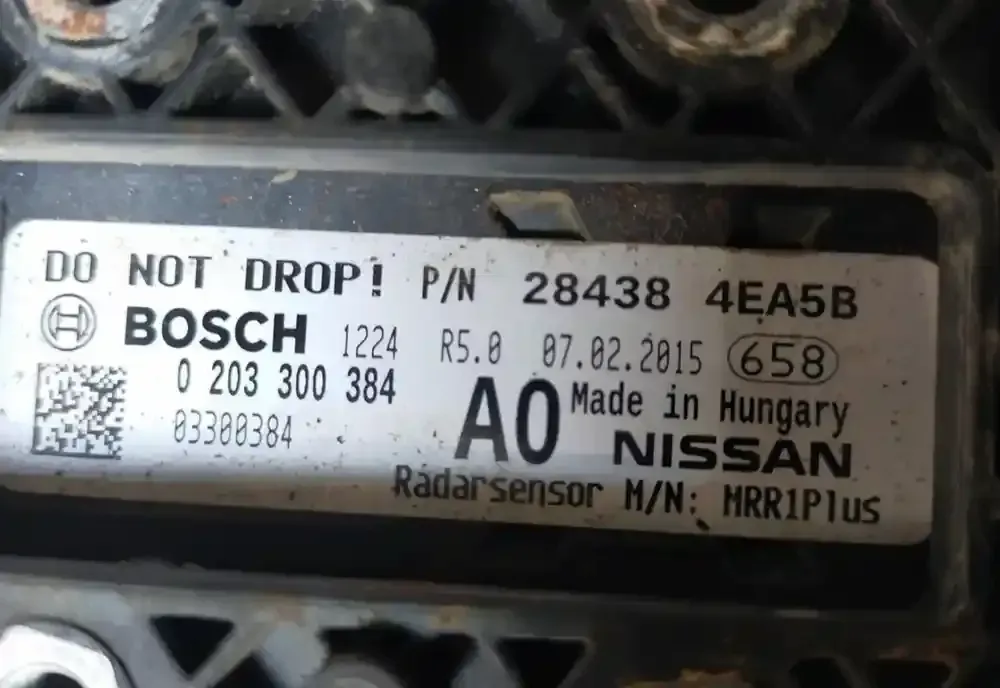 DO NOT DROP! P/N 28438 4EA5B
BOSCH 1224 R5.0 07.02.2015 658
0 203 300 384 A0 Made in Hungary
03300384 NISSAN
Radarsensor M/N: MRR1Plus